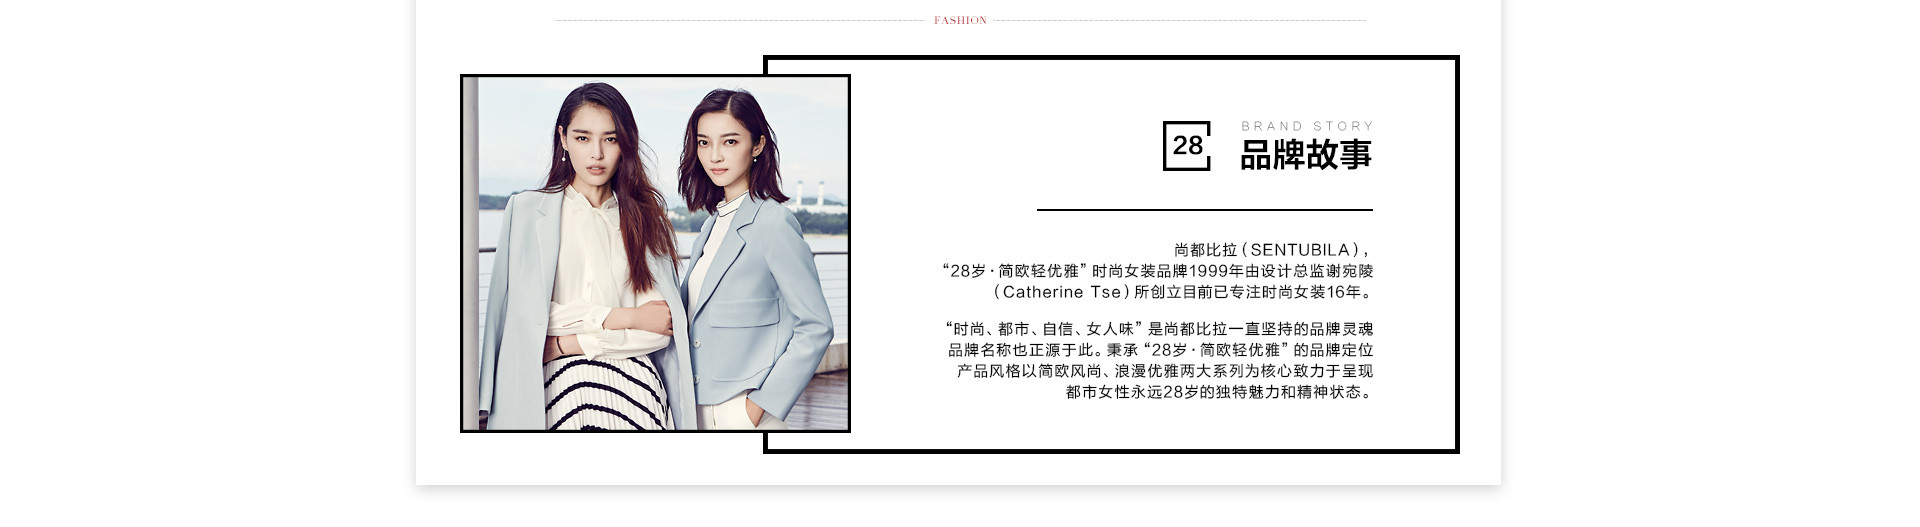 FASHION
28
BRAND STORY
品牌故事
尚都比拉（SENTUBILA），
“28岁·简欧轻优雅”时尚女装品牌1999年由设计总监谢宛陵
（Catherine Tse）所创立目前已专注时尚女装16年。
“时尚、都市、自信、女人味”是尚都比拉一直坚持的品牌灵魂
品牌名称也正源于此。秉承“28岁·简欧轻优雅”的品牌定位
产品风格以简欧风尚、浪漫优雅两大系列为核心致力于呈现
都市女性永远28岁的独特魅力和精神状态。